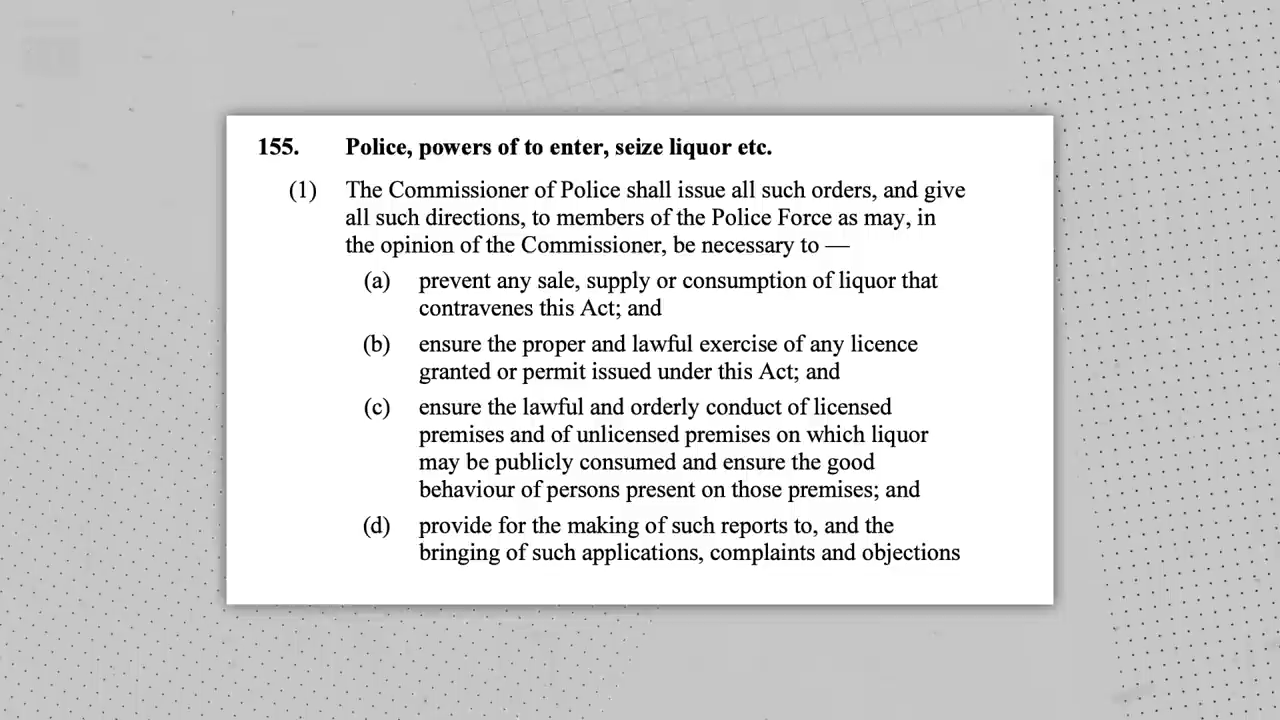 155. Police, powers of to enter, seize liquor etc.
(1) The Commissioner of Police shall issue all such orders, and give
all such directions, to members of the Police Force as may, in
the opinion of the Commissioner, be necessary to —
(a) prevent any sale, supply or consumption of liquor that
contravenes this Act; and
(b) ensure the proper and lawful exercise of any licence
granted or permit issued under this Act; and
(c) ensure the lawful and orderly conduct of licensed
premises and of unlicensed premises on which liquor
may be publicly consumed and ensure the good
behaviour of persons present on those premises; and
(d) provide for the making of such reports to, and the
bringing of such applications, complaints and objections